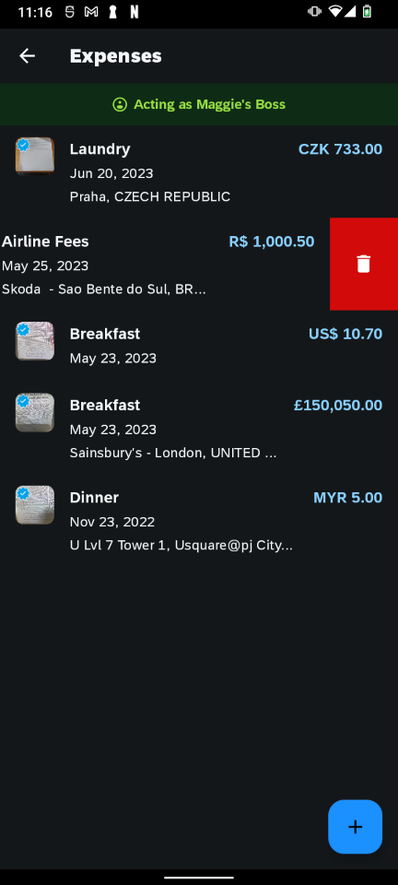 11:16
Expenses
Acting as Maggie's Boss
Laundry CZK 733.00
Jun 20, 2023
Praha, CZECH REPUBLIC
Airline Fees R$ 1,000.50
May 25, 2023
Skoda - Sao Bente do Sul, BR...
Breakfast US$ 10.70
May 23, 2023
Breakfast £150,050.00
May 23, 2023
Sainsbury's - London, UNITED ...
Dinner MYR 5.00
Nov 23, 2022
U Lvl 7 Tower 1, Usquare@pj City...